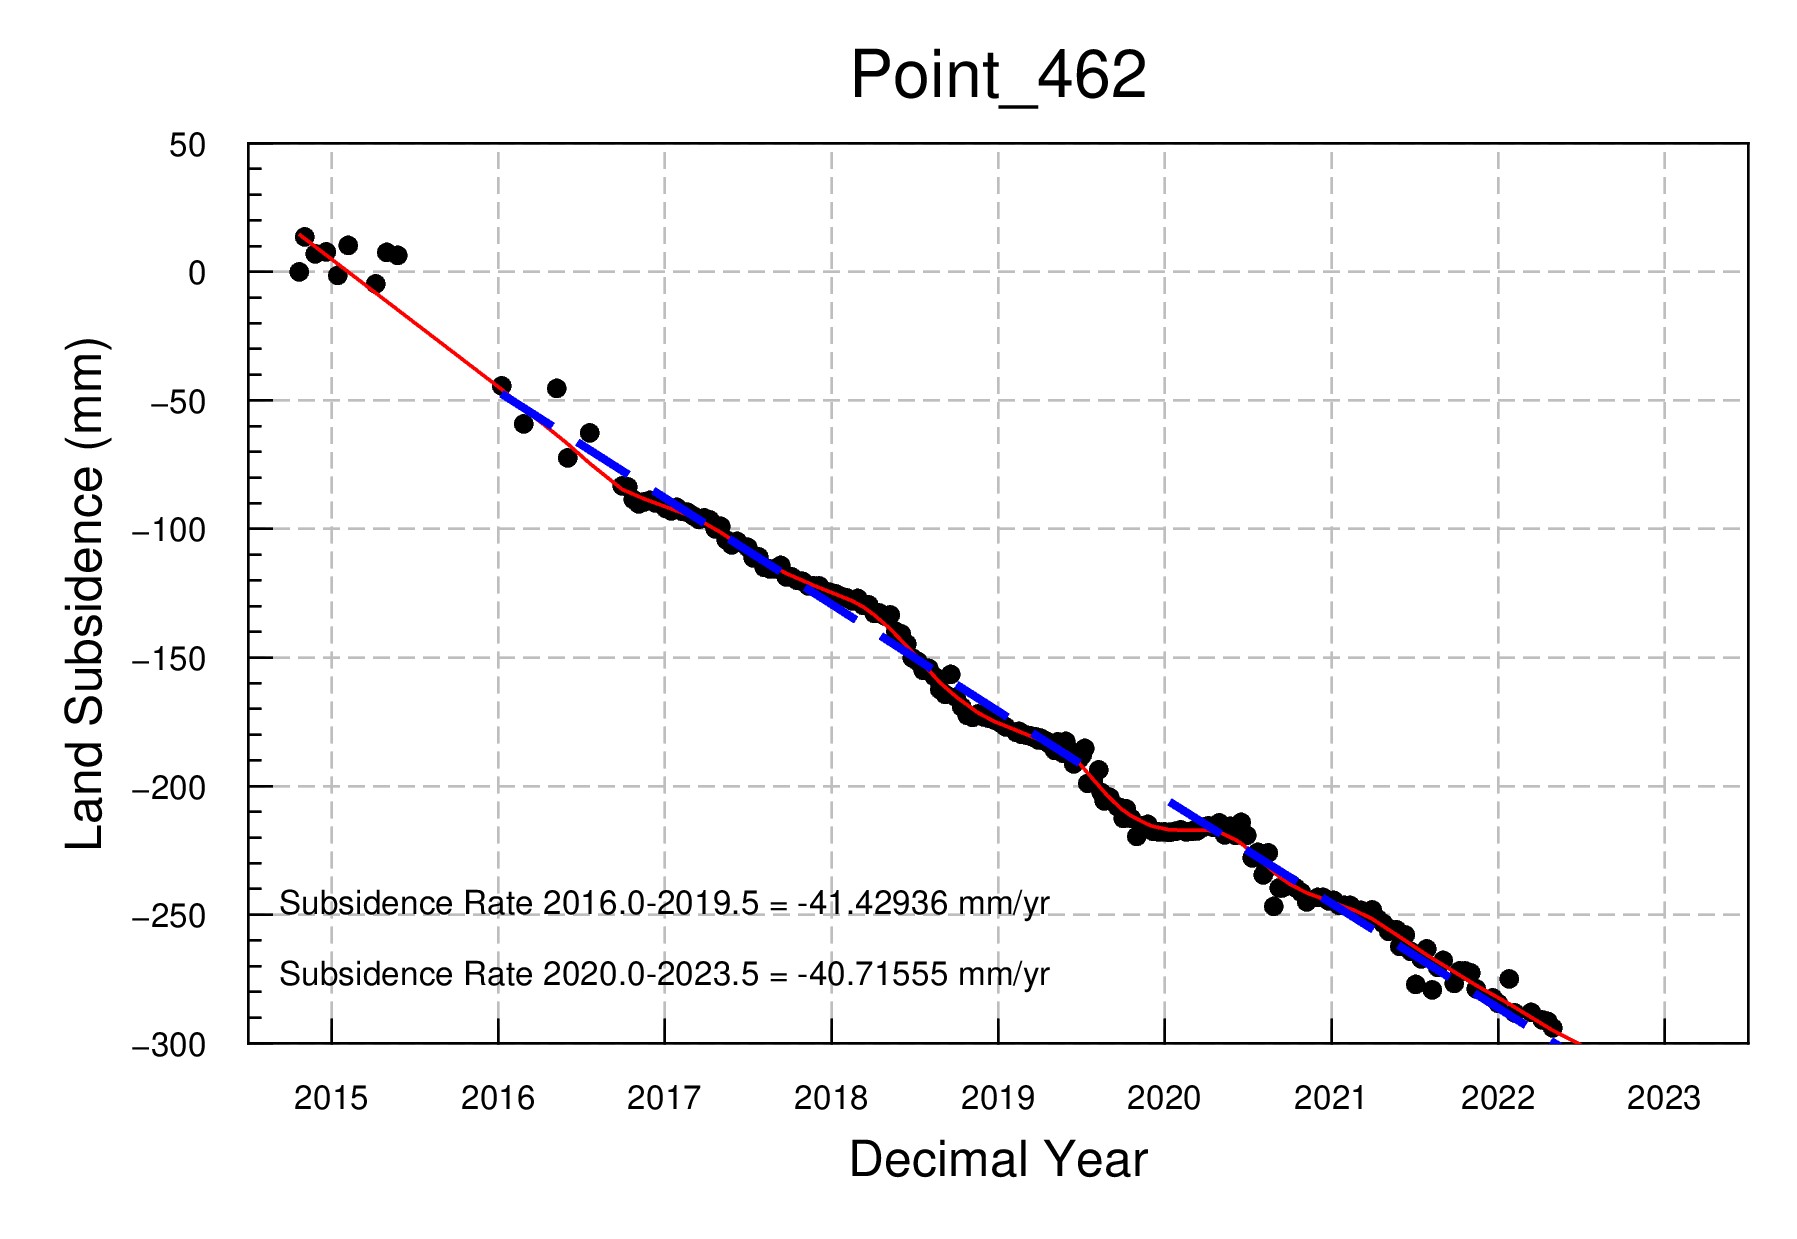 Point_462
50
0
−50
−100
−150
−200
−250
−300
Land Subsidence (mm)
Subsidence Rate 2016.0-2019.5 = -41.42936 mm/yr
Subsidence Rate 2020.0-2023.5 = -40.71555 mm/yr
2015 2016 2017 2018 2019 2020 2021 2022 2023
Decimal Year